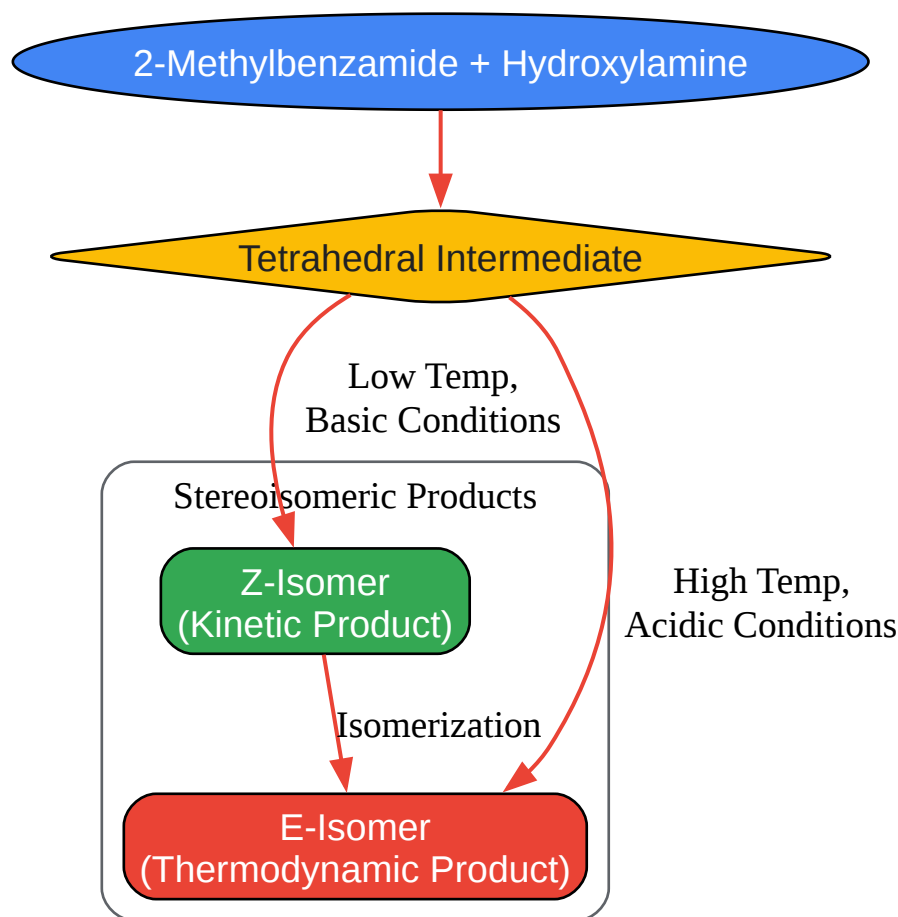 2-Methylbenzamide + Hydroxylamine
Tetrahedral Intermediate
Low Temp,
Basic Conditions
Stereoisomeric Products
Z-Isomer
(Kinetic Product)
High Temp,
Acidic Conditions
Isomerization
E-Isomer
(Thermodynamic Product)